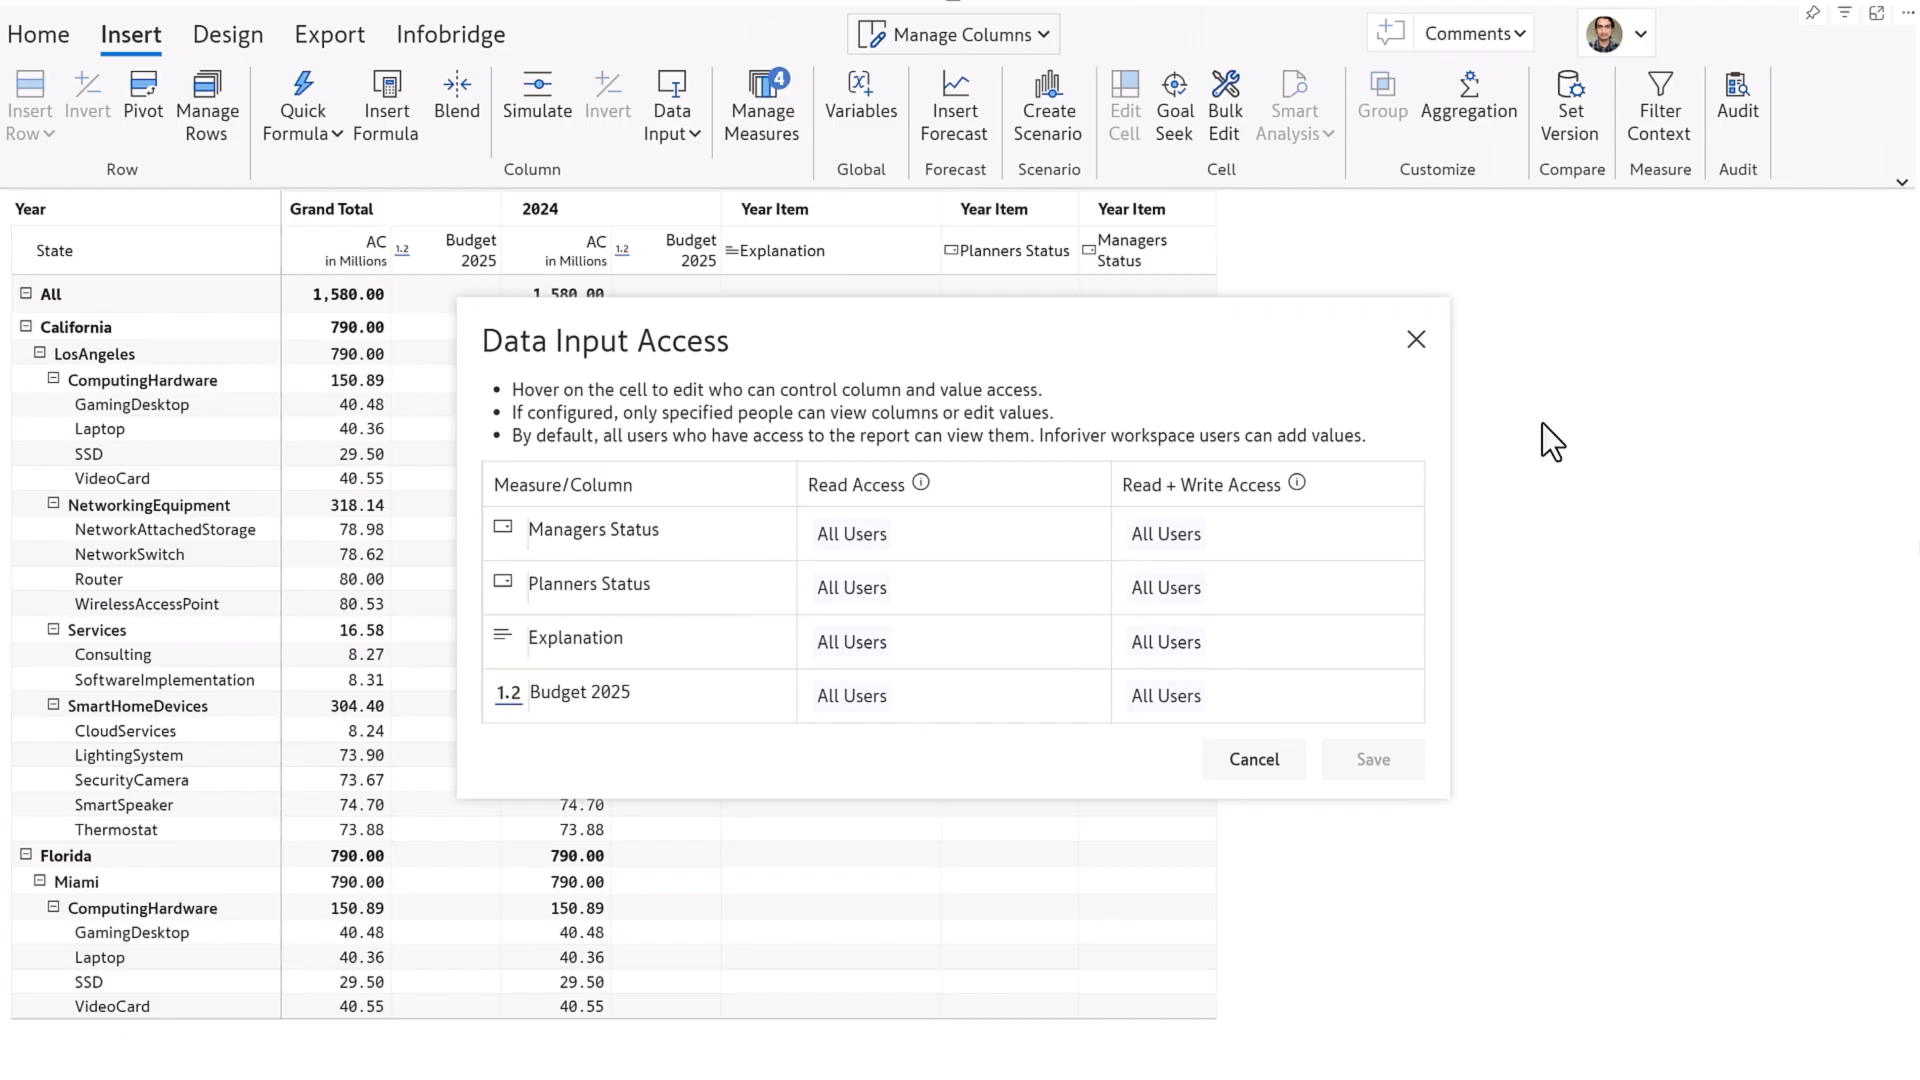 Home Insert Design Export Infobridge Manage Columns Comments
Insert Row Invert Pivot Manage Rows Quick Formula Insert Formula Blend Simulate Invert Data Input Manage Measures 4 Variables Insert Forecast Create Scenario Edit Cell Goal Seek Bulk Edit Smart Analysis Group Aggregation Set Version Filter Context Audit
Row Column Global Forecast Scenario Cell Customize Compare Measure Audit
Year Grand Total 2024 Year Item Year Item Year Item
State AC in Millions 1.2 Budget 2025 AC in Millions 1.2 Budget 2025 Explanation Planners Status Managers Status
All 1,580.00 1,580.00
California 790.00
LosAngeles 790.00
ComputingHardware 150.89
GamingDesktop 40.48
Laptop 40.36
SSD 29.50
VideoCard 40.55
NetworkingEquipment 318.14
NetworkAttachedStorage 78.98
NetworkSwitch 78.62
Router 80.00
WirelessAccessPoint 80.53
Services 16.58
Consulting 8.27
SoftwareImplementation 8.31
SmartHomeDevices 304.40
CloudServices 8.24
LightingSystem 73.90
SecurityCamera 73.67
SmartSpeaker 74.70 74.70
Thermostat 73.88 73.88
Florida 790.00 790.00
Miami 790.00 790.00
ComputingHardware 150.89 150.89
GamingDesktop 40.48 40.48
Laptop 40.36 40.36
SSD 29.50 29.50
VideoCard 40.55 40.55
Data Input Access
• Hover on the cell to edit who can control column and value access.
• If configured, only specified people can view columns or edit values.
• By default, all users who have access to the report can view them. Inforiver workspace users can add values.
Measure/Column Read Access Read + Write Access
Managers Status All Users All Users
Planners Status All Users All Users
Explanation All Users All Users
1.2 Budget 2025 All Users All Users
Cancel Save